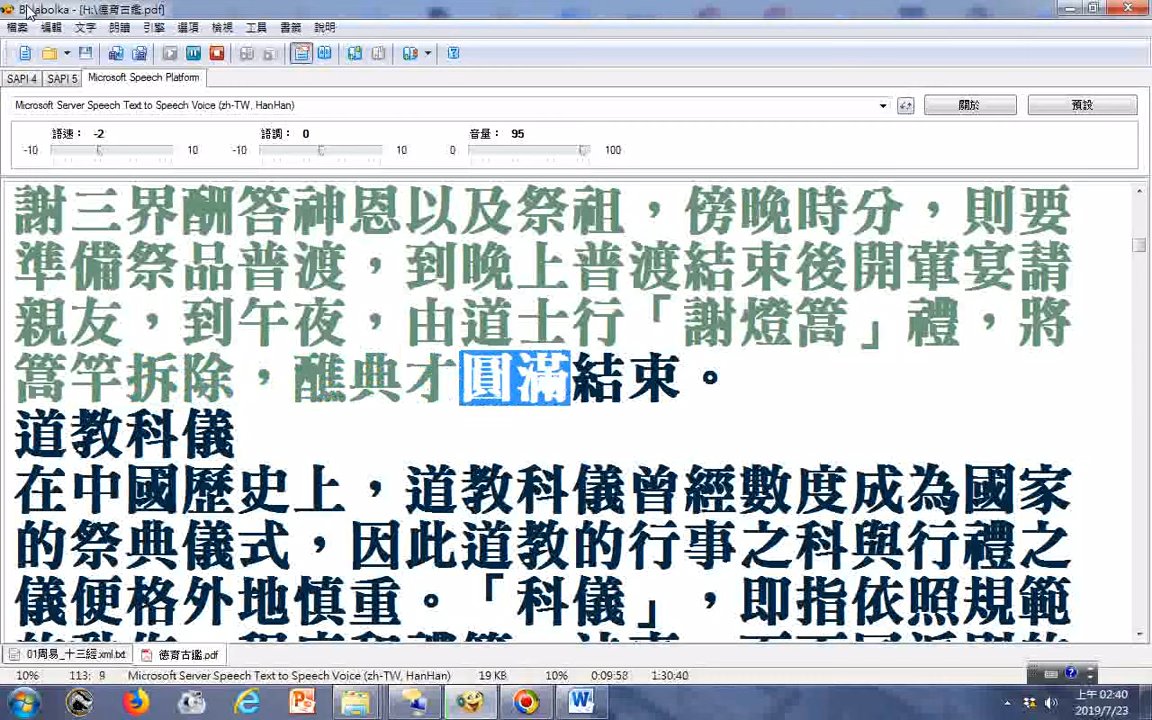 Balabolka - [H:\德育古鑑.pdf]
檔案 編輯 文字 朗讀 引擎 選項 檢視 工具 書籤 說明
SAPI 4 SAPI 5 Microsoft Speech Platform
Microsoft Server Speech Text to Speech Voice (zh-TW, HanHan) 關於 預設
語速： -2 語調： 0 音量： 95
-10 10 -10 10 0 100
謝三界酬答神恩以及祭祖，傍晚時分，則要
準備祭品普渡，到晚上普渡結束後開葷宴請
親友，到午夜，由道士行「謝燈篙」禮，將
篙竿拆除，醮典才圓滿結束。
道教科儀
在中國歷史上，道教科儀曾經數度成為國家
的祭典儀式，因此道教的行事之科與行禮之
儀便格外地慎重。「科儀」，即指依照規範
01周易_十三經.xml.txt 德育古鑑.pdf
10% 113: 9 Microsoft Server Speech Text to Speech Voice (zh-TW, HanHan) 19 KB 10% 0:09:58 1:30:40
上午 02:40
2019/7/23